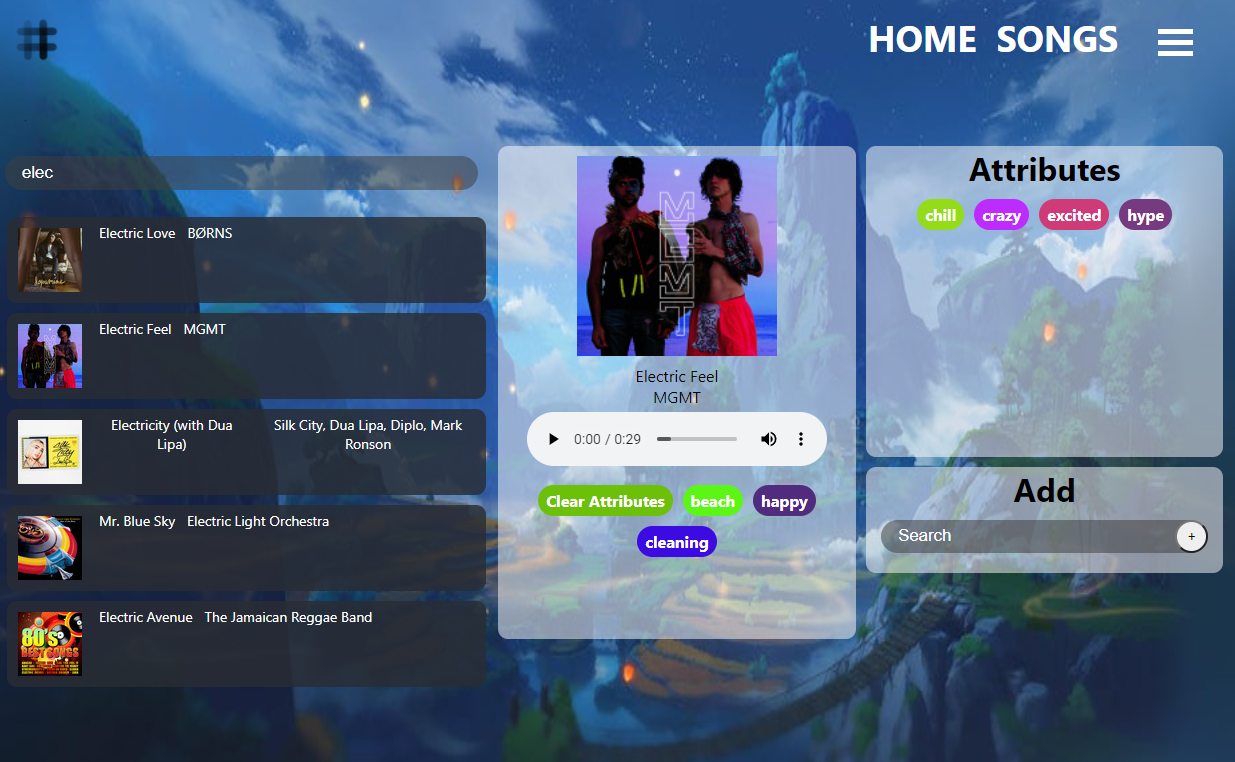 HOME SONGS
elec
Electric Love BØRNS
Electric Feel MGMT
Electricity (with Dua Lipa) Silk City, Dua Lipa, Diplo, Mark Ronson
Mr. Blue Sky Electric Light Orchestra
80's
BEST SONGS
Electric Avenue The Jamaican Reggae Band
MGMT
Electric Feel
MGMT
0:00 / 0:29
Clear Attributes beach happy
cleaning
Attributes
chill crazy excited hype
Add
Search +